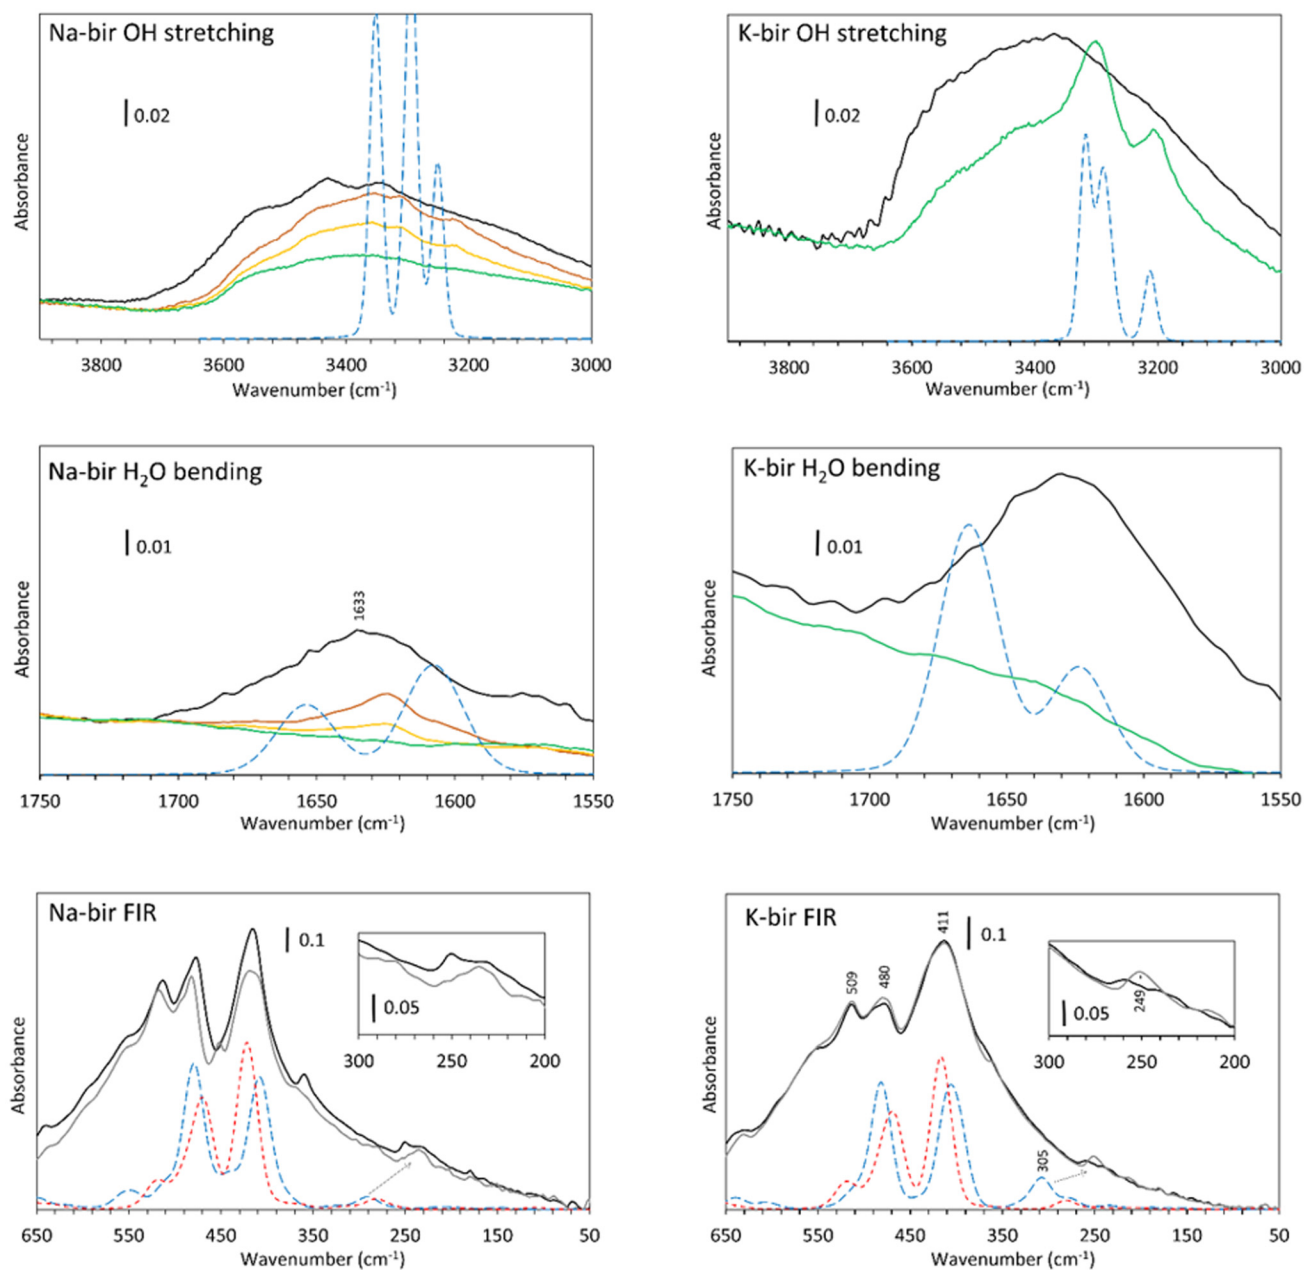 Na-bir OH stretching
0.02
Absorbance
3800 3600 3400 3200 3000
Wavenumber (cm-1)
K-bir OH stretching
0.02
Absorbance
3800 3600 3400 3200 3000
Wavenumber (cm-1)
Na-bir H2O bending
0.01
1633
Absorbance
1750 1700 1650 1600 1550
Wavenumber (cm-1)
K-bir H2O bending
0.01
Absorbance
1750 1700 1650 1600 1550
Wavenumber (cm-1)
Na-bir FIR
0.1
0.05
300 250 200
Absorbance
650 550 450 350 250 150 50
Wavenumber (cm-1)
K-bir FIR
509
480
411
0.1
0.05
249
300 250 200
305
Absorbance
650 550 450 350 250 150 50
Wavenumber (cm-1)